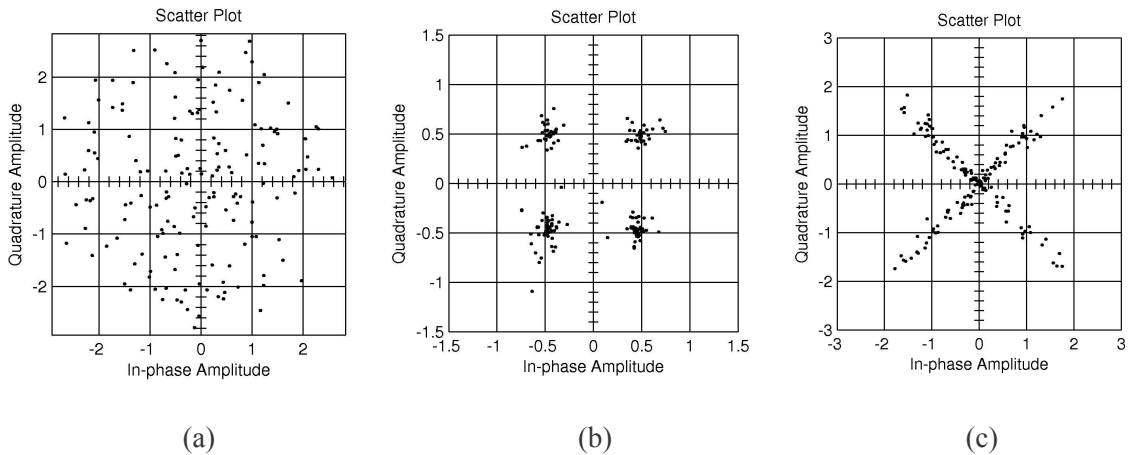 Scatter Plot
Quadrature Amplitude
2
1
0
-1
-2
-2 -1 0 1 2
In-phase Amplitude
(a)
Scatter Plot
Quadrature Amplitude
1.5
1
0.5
0
-0.5
-1
-1.5
-1.5 -1 -0.5 0 0.5 1 1.5
In-phase Amplitude
(b)
Scatter Plot
Quadrature Amplitude
3
2
1
0
-1
-2
-3
-3 -2 -1 0 1 2 3
In-phase Amplitude
(c)